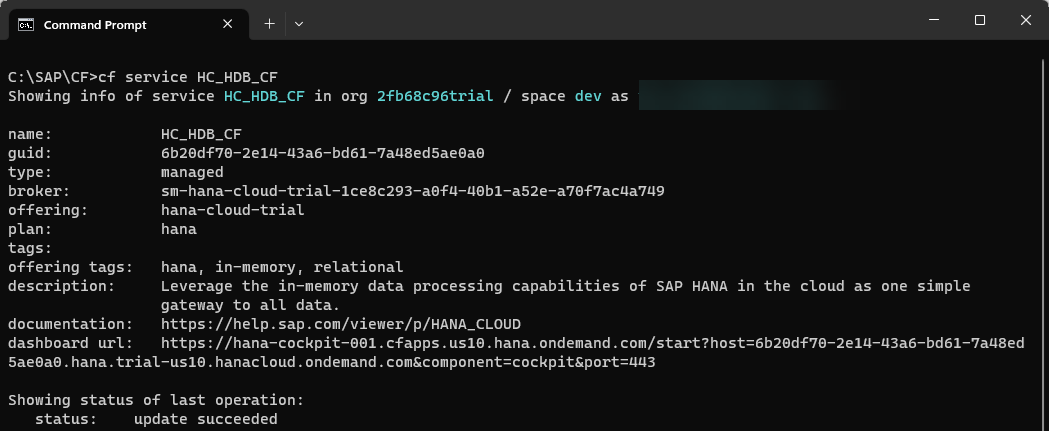 Command Prompt
C:\SAP\CF>cf service HC_HDB_CF
Showing info of service HC_HDB_CF in org 2fb68c96trial / space dev as
name: HC_HDB_CF
guid: 6b20df70-2e14-43a6-bd61-7a48ed5ae0a0
type: managed
broker: sm-hana-cloud-trial-1ce8c293-a0f4-40b1-a52e-a70f7ac4a749
offering: hana-cloud-trial
plan: hana
tags:
offering tags: hana, in-memory, relational
description: Leverage the in-memory data processing capabilities of SAP HANA in the cloud as one simple
gateway to all data.
documentation: https://help.sap.com/viewer/p/HANA_CLOUD
dashboard url: https://hana-cockpit-001.cfapps.us10.hana.ondemand.com/start?host=6b20df70-2e14-43a6-bd61-7a48ed
5ae0a0.hana.trial-us10.hanacloud.ondemand.com&component=cockpit&port=443
Showing status of last operation:
status: update succeeded